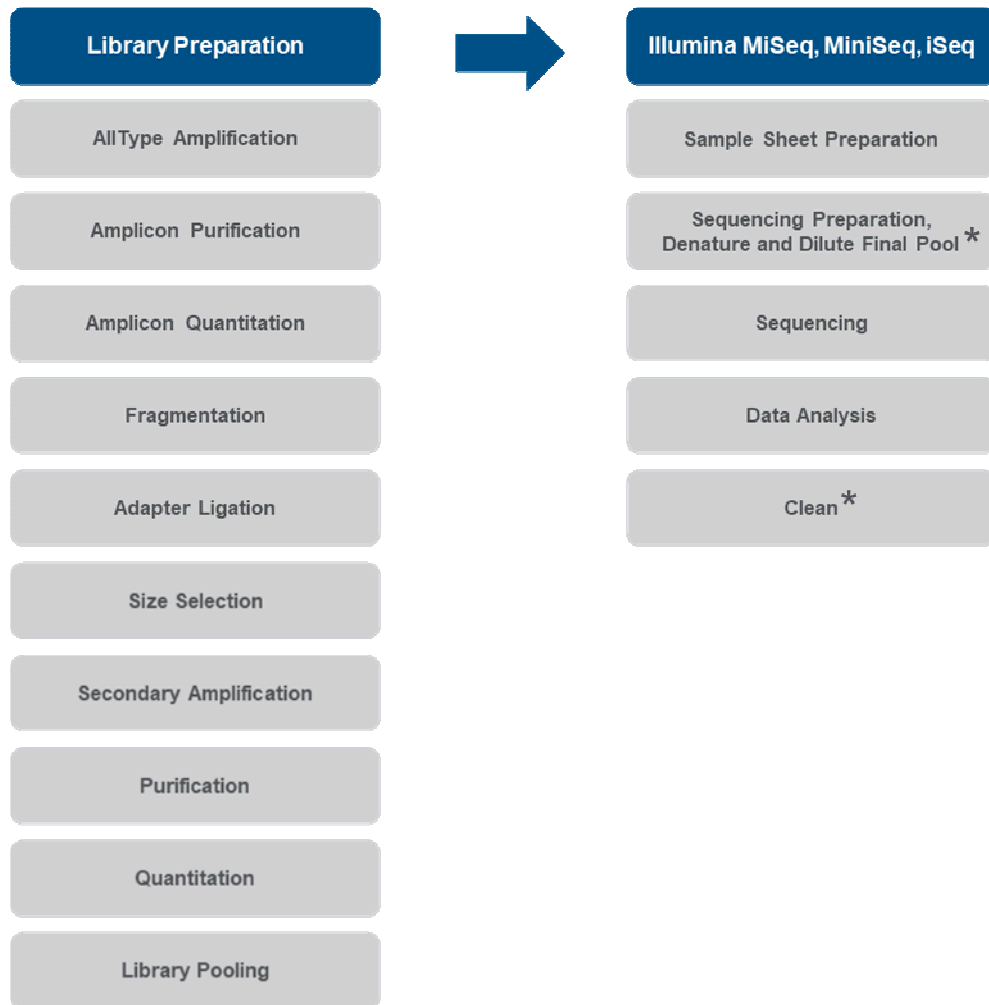 Library Preparation
AllType Amplification
Amplicon Purification
Amplicon Quantitation
Fragmentation
Adapter Ligation
Size Selection
Secondary Amplification
Purification
Quantitation
Library Pooling
Illumina MiSeq, MiniSeq, iSeq
Sample Sheet Preparation
Sequencing Preparation,
Denature and Dilute Final Pool *
Sequencing
Data Analysis
Clean *